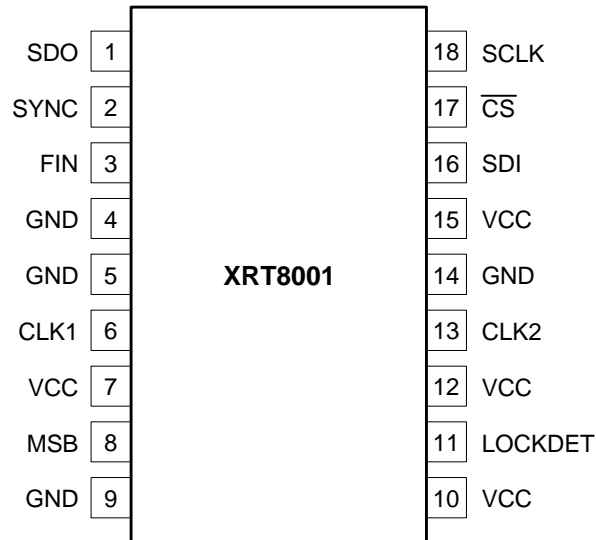 SDO 1 18 SCLK
SYNC 2 17 C̅S̅
FIN 3 16 SDI
GND 4 15 VCC
GND 5 XRT8001 14 GND
CLK1 6 13 CLK2
VCC 7 12 VCC
MSB 8 11 LOCKDET
GND 9 10 VCC